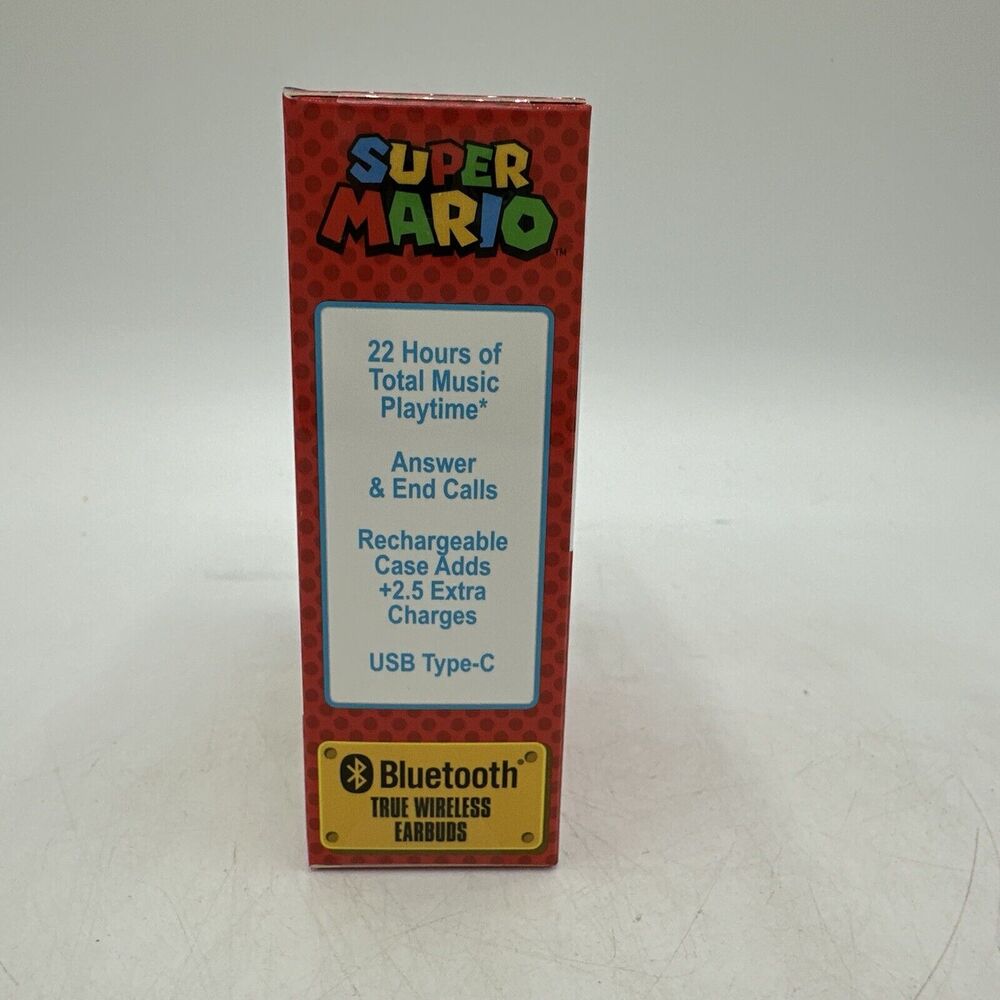 SUPER
MARIO
TM
22 Hours of
Total Music
Playtime*
Answer
& End Calls
Rechargeable
Case Adds
+2.5 Extra
Charges
USB Type-C
Bluetooth®
TRUE WIRELESS
EARBUDS